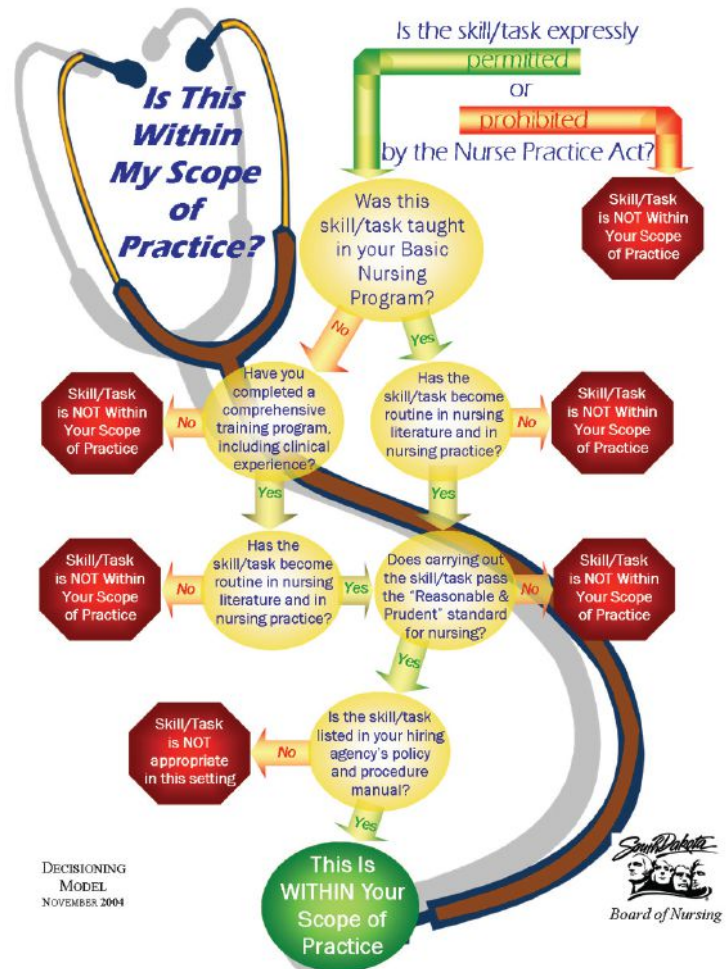 Is This
Within
My Scope
of
Practice?
Is the skill/task expressly
permitted
or
prohibited
by the Nurse Practice Act?
Skill/Task
is NOT Within
Your Scope
of Practice
Was this
skill/task taught
in your Basic
Nursing
Program?
No
Yes
Skill/Task
is NOT Within
Your Scope
of Practice
No
Have you
completed a
comprehensive
training program,
including clinical
experience?
Has the
skill/task become
routine in nursing
literature and in
nursing practice?
No
Skill/Task
is NOT Within
Your Scope
of Practice
Yes
Yes
Skill/Task
is NOT Within
Your Scope
of Practice
No
Has the
skill/task become
routine in nursing
literature and in
nursing practice?
Yes
Does carrying out
the skill/task pass
the "Reasonable &
Prudent" standard
for nursing?
No
Skill/Task
is NOT Within
Your Scope
of Practice
Yes
Skill/Task
is NOT
appropriate
in this setting
No
Is the skill/task
listed in your hiring
agency's policy
and procedure
manual?
Yes
This Is
WITHIN Your
Scope of
Practice
DECISIONING
MODEL
NOVEMBER 2004
South Dakota
Board of Nursing